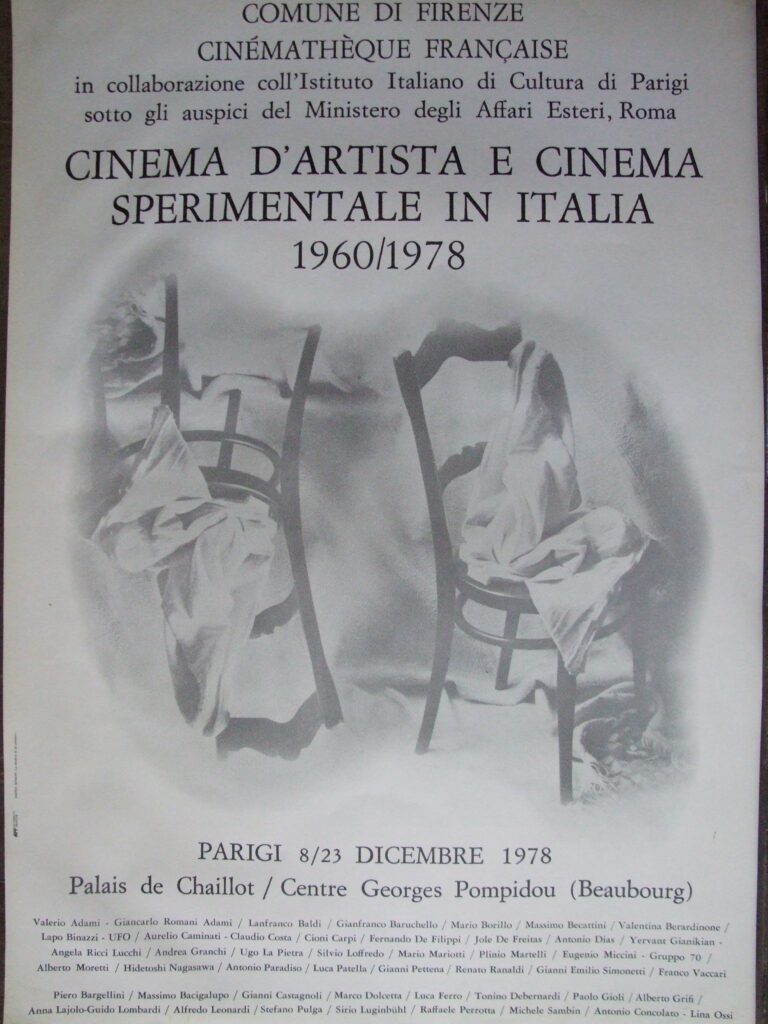 COMUNE DI FIRENZE
CINÉMATHÈQUE FRANÇAISE
in collaborazione coll'Istituto Italiano di Cultura di Parigi
sotto gli auspici del Ministero degli Affari Esteri, Roma
CINEMA D'ARTISTA E CINEMA
SPERIMENTALE IN ITALIA
1960/1978
PARIGI 8/23 DICEMBRE 1978
Palais de Chaillot / Centre Georges Pompidou (Beaubourg)
Valerio Adami - Giancarlo Romani Adami / Lanfranco Baldi / Gianfranco Baruchello / Mario Borillo / Massimo Becattini / Valentina Berardinone /
Lapo Binazzi - UFO / Aurelio Caminati - Claudio Costa / Cioni Carpi / Fernando De Filippi / Jole De Freitas / Antonio Dias / Yervant Gianikian -
Angela Ricci Lucchi / Andrea Granchi / Ugo La Pietra / Silvio Loffredo / Mario Mariotti / Plinio Martelli / Eugenio Miccini - Gruppo 70 /
Alberto Moretti / Hidetoshi Nagasawa / Antonio Paradiso / Luca Patella / Gianni Pettena / Renato Ranaldi / Gianni Emilio Simonetti / Franco Vaccari
Piero Bargellini / Massimo Bacigalupo / Gianni Castagnoli / Marco Dolcetta / Luca Ferro / Tonino Debernardi / Paolo Gioli / Alberto Grifi /
Anna Lajolo-Guido Lombardi / Alfredo Leonardi / Stefano Pulga / Sirio Luginbühl / Raffaele Perrotta / Michele Sambin / Antonio Concolato - Lina Ossi